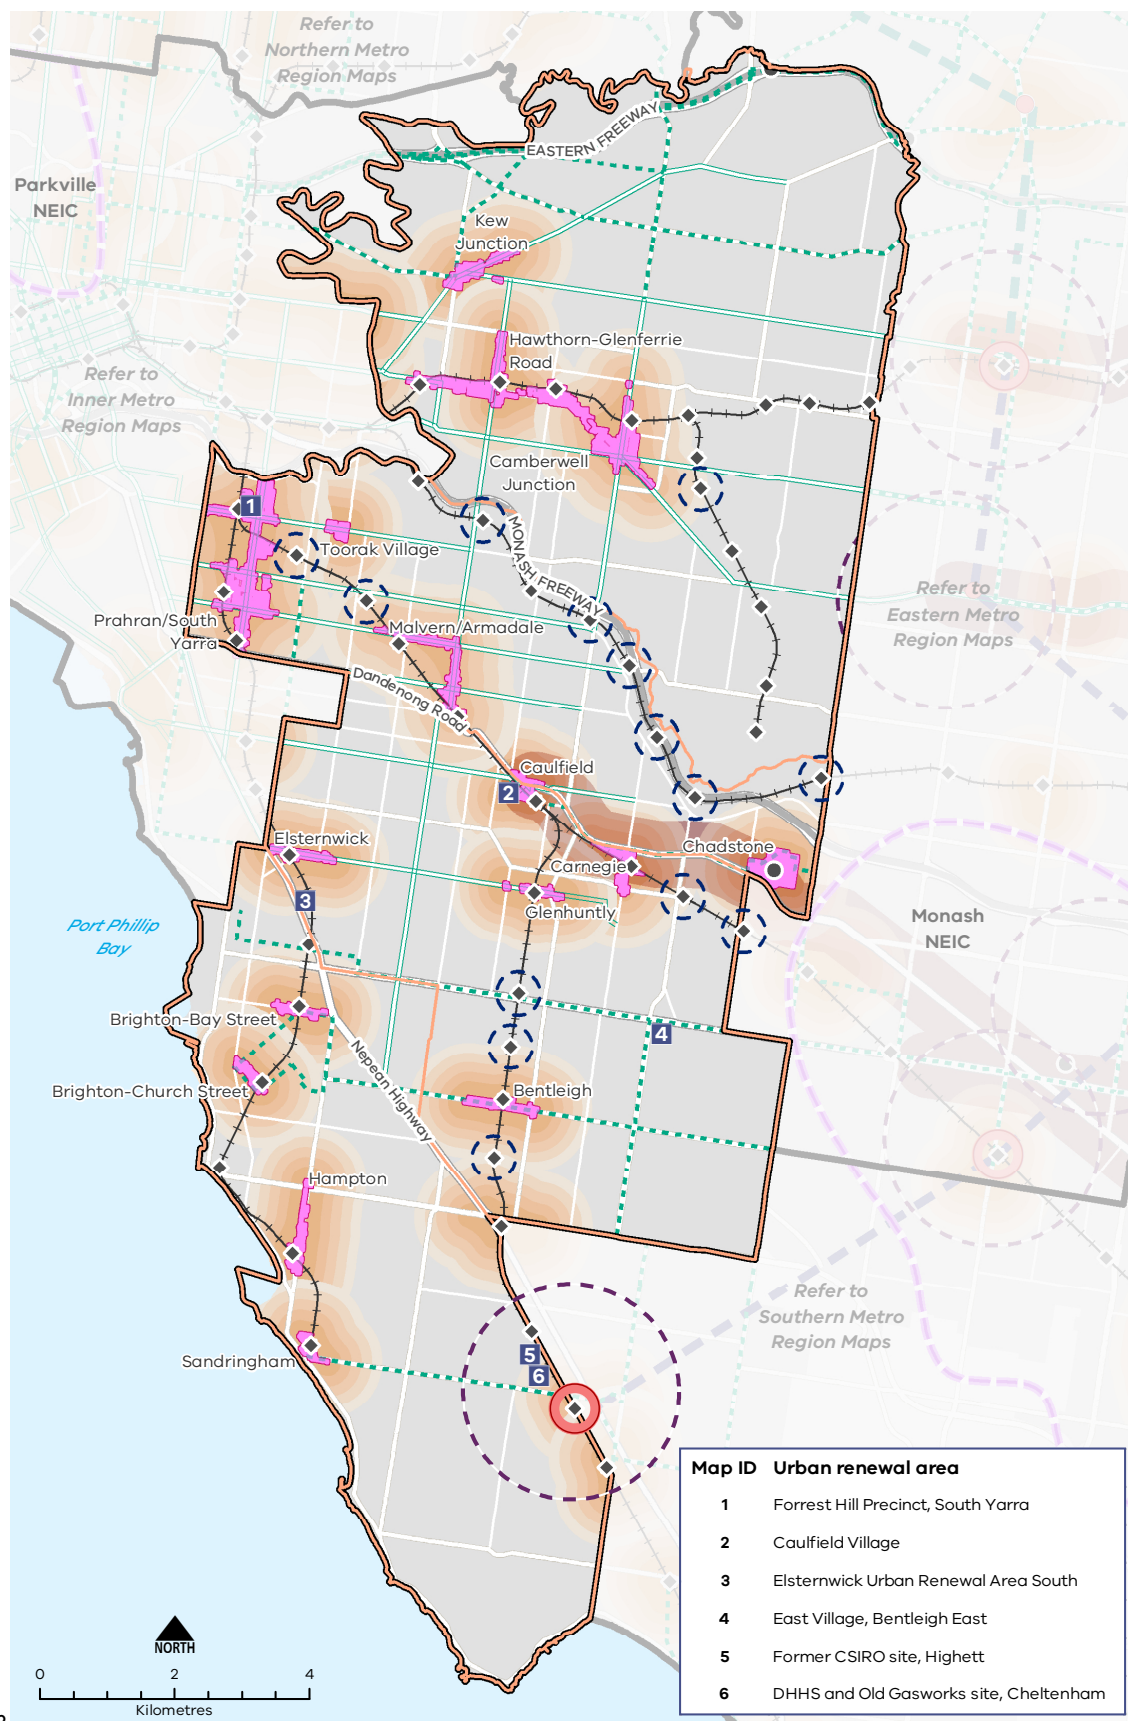 Refer to
Northern Metro
Region Maps
EASTERN FREEWAY
Parkville
NEIC
Kew
Junction
Hawthorn-Glenferrie
Road
Refer to
Inner Metro
Region Maps
Camberwell
Junction
1
MONASH FREEWAY
Toorak Village
Refer to
Eastern Metro
Region Maps
Prahran/South
Yarra
Malvern/Armadale
Dandenong Road
Caulfield
2
Elsternwick
Chadstone
Carnegie
3
Glenhuntly
Monash
NEIC
Port Phillip
Bay
Brighton-Bay Street
4
Nepean Highway
Brighton-Church Street
Bentleigh
Hampton
Refer to
Southern Metro
Region Maps
5
Sandringham
6
Map ID Urban renewal area
1 Forrest Hill Precinct, South Yarra
2 Caulfield Village
3 Elsternwick Urban Renewal Area South
4 East Village, Bentleigh East
5 Former CSIRO site, Highett
6 DHHS and Old Gasworks site, Cheltenham
NORTH
0 2 4
Kilometres